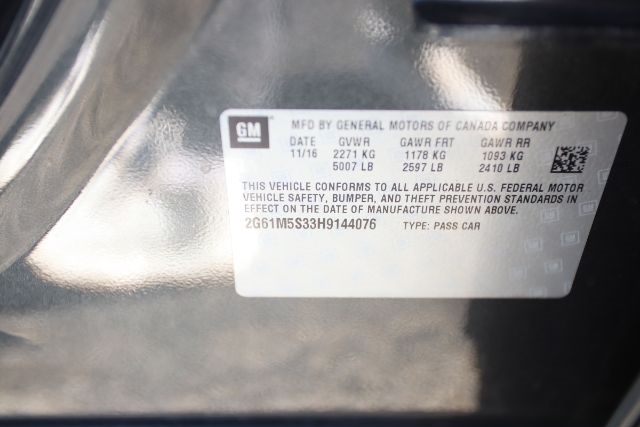 GM
MFD BY GENERAL MOTORS OF CANADA COMPANY
DATE GVWR GAWR FRT GAWR RR
11/16 2271 KG 1178 KG 1093 KG
5007 LB 2597 LB 2410 LB
THIS VEHICLE CONFORMS TO ALL APPLICABLE U.S. FEDERAL MOTOR
VEHICLE SAFETY, BUMPER, AND THEFT PREVENTION STANDARDS IN
EFFECT ON THE DATE OF MANUFACTURE SHOWN ABOVE.
2G61M5S33H9144076 TYPE: PASS CAR